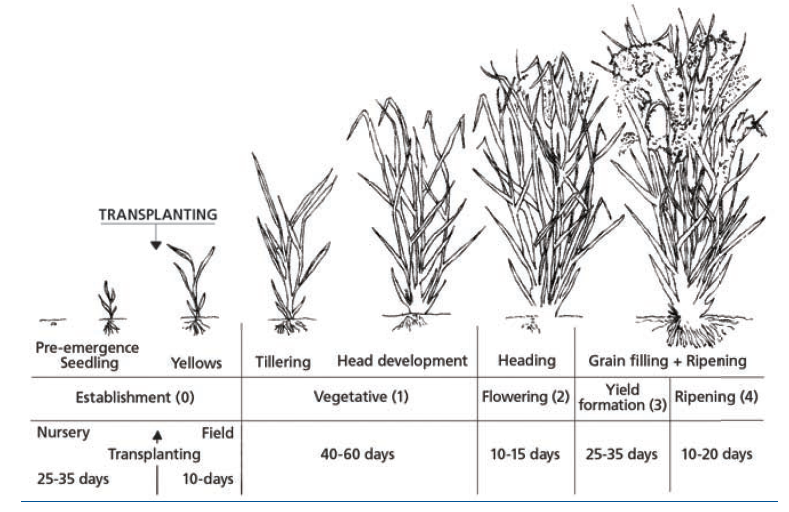 TRANSPLANTING
Pre-emergence
Seedling
Yellows
Tillering
Head development
Heading
Grain filling + Ripening
Establishment (0)
Vegetative (1)
Flowering (2)
Yield
formation (3)
Ripening (4)
Nursery
Field
Transplanting
25-35 days
10-days
40-60 days
10-15 days
25-35 days
10-20 days